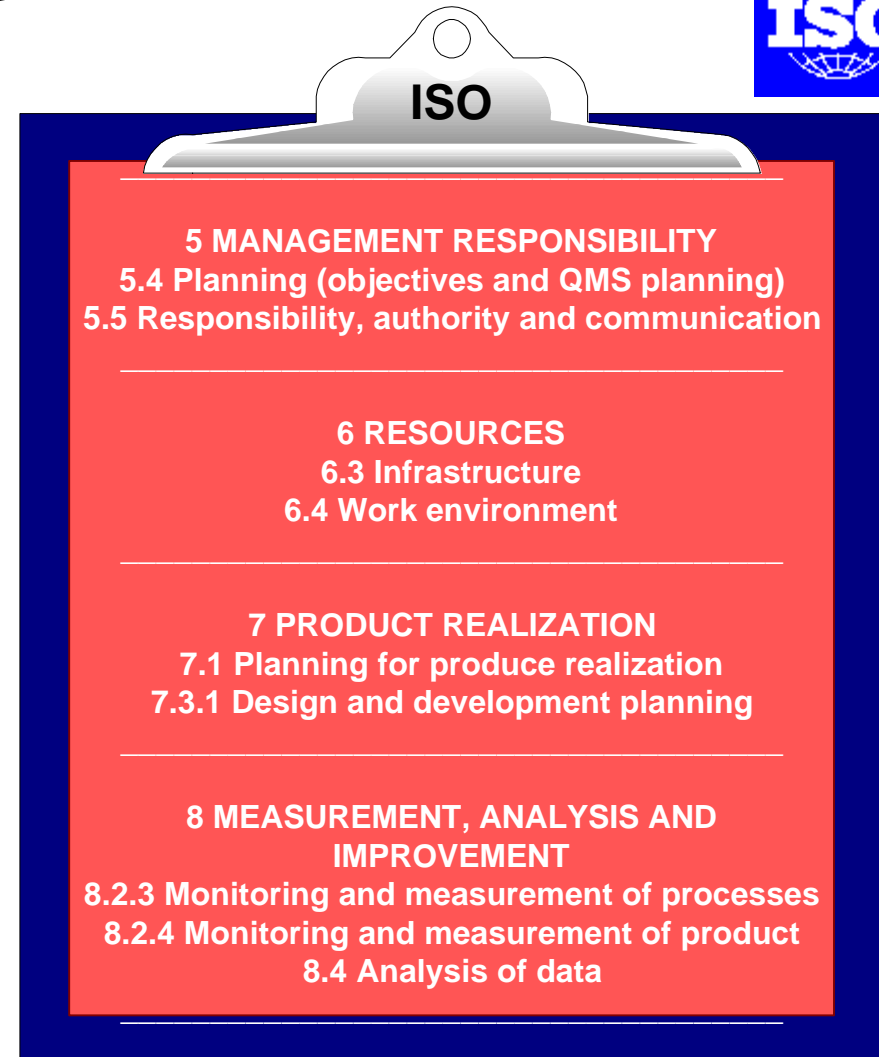 ISO
ISO
5 MANAGEMENT RESPONSIBILITY
5.4 Planning (objectives and QMS planning)
5.5 Responsibility, authority and communication
6 RESOURCES
6.3 Infrastructure
6.4 Work environment
7 PRODUCT REALIZATION
7.1 Planning for produce realization
7.3.1 Design and development planning
8 MEASUREMENT, ANALYSIS AND
IMPROVEMENT
8.2.3 Monitoring and measurement of processes
8.2.4 Monitoring and measurement of product
8.4 Analysis of data